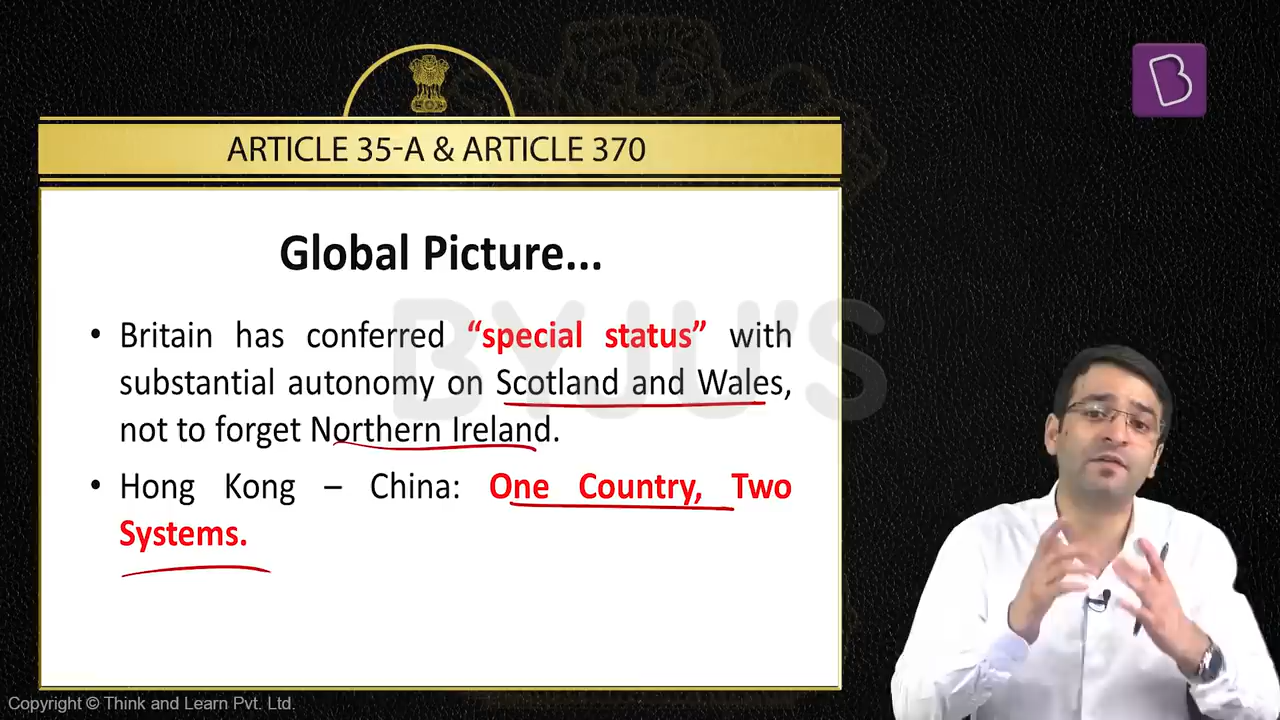 ARTICLE 35-A & ARTICLE 370
Global Picture...
• Britain has conferred “special status” with
substantial autonomy on Scotland and Wales,
not to forget Northern Ireland.
• Hong Kong – China: One Country, Two
Systems.
BYJU'S
B
Copyright © Think and Learn Pvt. Ltd.